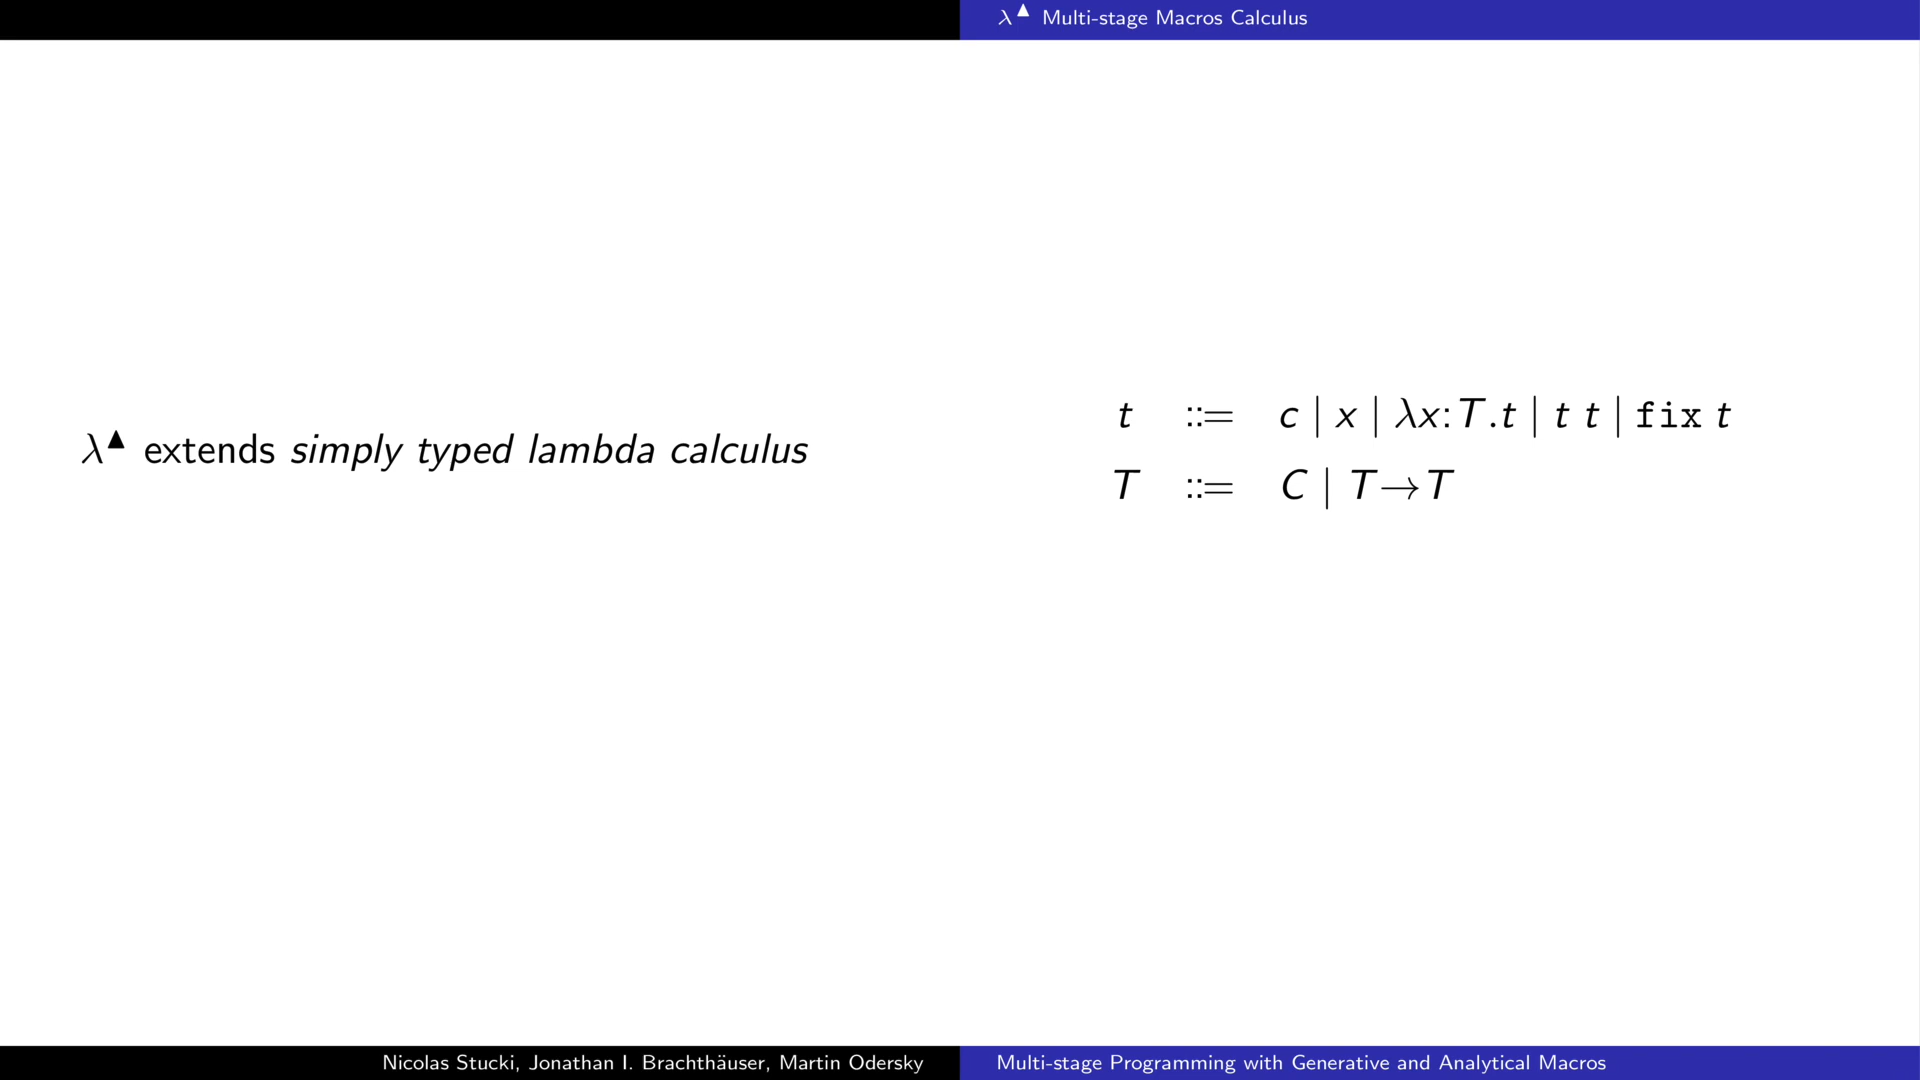 λ▲ Multi-stage Macros Calculus
λ▲ extends simply typed lambda calculus
t ::= c | x | λx:T.t | t t | fix t
T ::= C | T→T
Nicolas Stucki, Jonathan I. Brachthäuser, Martin Odersky
Multi-stage Programming with Generative and Analytical Macros